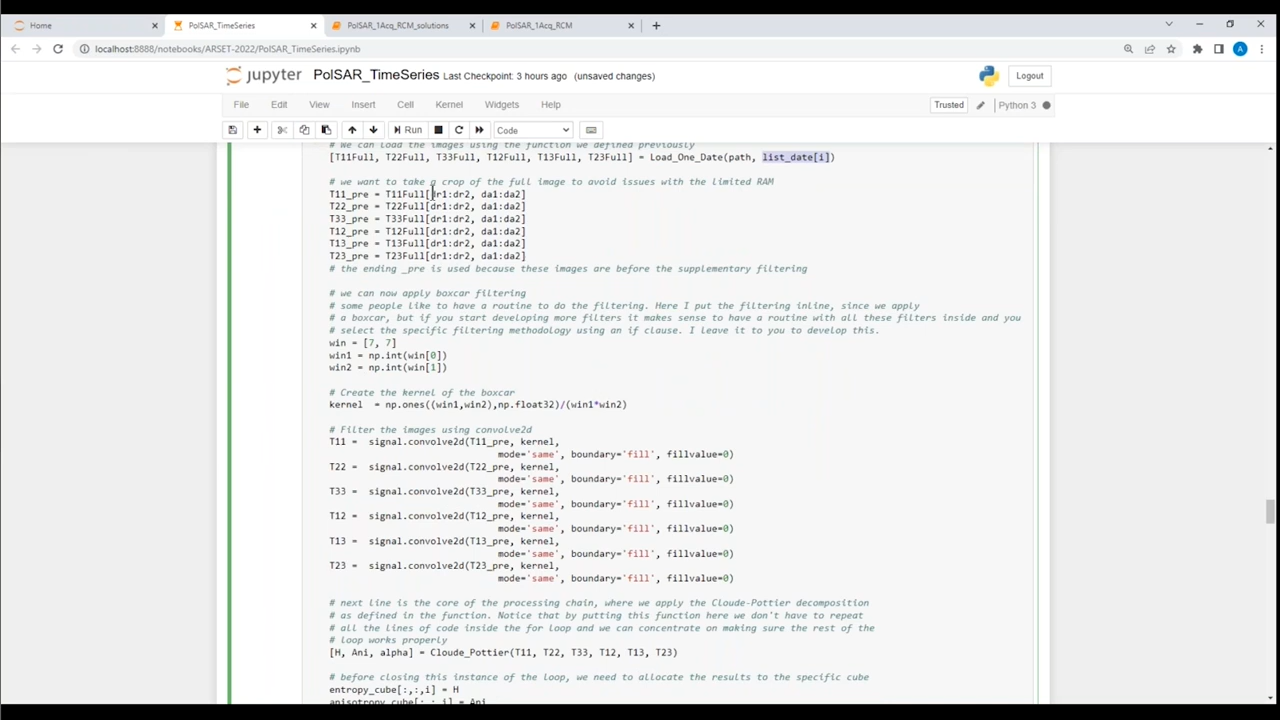 Home
PolSAR_TimeSeries
PolSAR_1Acq_RCM_solutions
PolSAR_1Acq_RCM
localhost:8888/notebooks/ARSET-2022/PolSAR_TimeSeries.ipynb
A
jupyter PolSAR_TimeSeries Last Checkpoint: 3 hours ago (unsaved changes)
Logout
File Edit View Insert Cell Kernel Widgets Help
Trusted
Python 3
Run
Code
# We can load the images using the function we defined previously
[T11Full, T22Full, T33Full, T12Full, T13Full, T23Full] = Load_One_Date(path, list_date[i])
# we want to take a crop of the full image to avoid issues with the limited RAM
T11_pre = T11Full[dr1:dr2, da1:da2]
T22_pre = T22Full[dr1:dr2, da1:da2]
T33_pre = T33Full[dr1:dr2, da1:da2]
T12_pre = T12Full[dr1:dr2, da1:da2]
T13_pre = T13Full[dr1:dr2, da1:da2]
T23_pre = T23Full[dr1:dr2, da1:da2]
# the ending _pre is used because these images are before the supplementary filtering
# we can now apply boxcar filtering
# some people like to have a routine to do the filtering. Here I put the filtering inline, since we apply
# a boxcar, but if you start developing more filters it makes sense to have a routine with all these filters inside and you
# select the specific filtering methodology using an if clause. I leave it to you to develop this.
win = [7, 7]
win1 = np.int(win[0])
win2 = np.int(win[1])
# Create the kernel of the boxcar
kernel  = np.ones((win1,win2),np.float32)/(win1*win2)
# Filter the images using convolve2d
T11 =  signal.convolve2d(T11_pre, kernel,
mode='same', boundary='fill', fillvalue=0)
T22 =  signal.convolve2d(T22_pre, kernel,
mode='same', boundary='fill', fillvalue=0)
T33 =  signal.convolve2d(T33_pre, kernel,
mode='same', boundary='fill', fillvalue=0)
T12 =  signal.convolve2d(T12_pre, kernel,
mode='same', boundary='fill', fillvalue=0)
T13 =  signal.convolve2d(T13_pre, kernel,
mode='same', boundary='fill', fillvalue=0)
T23 =  signal.convolve2d(T23_pre, kernel,
mode='same', boundary='fill', fillvalue=0)
# next line is the core of the processing chain, where we apply the Cloude-Pottier decomposition
# as defined in the function. Notice that by putting this function here we don't have to repeat
# all the lines of code inside the for loop and we can concentrate on making sure the rest of the
# loop works properly
[H, Ani, alpha] = Cloude_Pottier(T11, T22, T33, T12, T13, T23)
# before closing this instance of the loop, we need to allocate the results to the specific cube
entropy_cube[:,:,i] = H
anisotropy_cube[:,:,i] = Ani